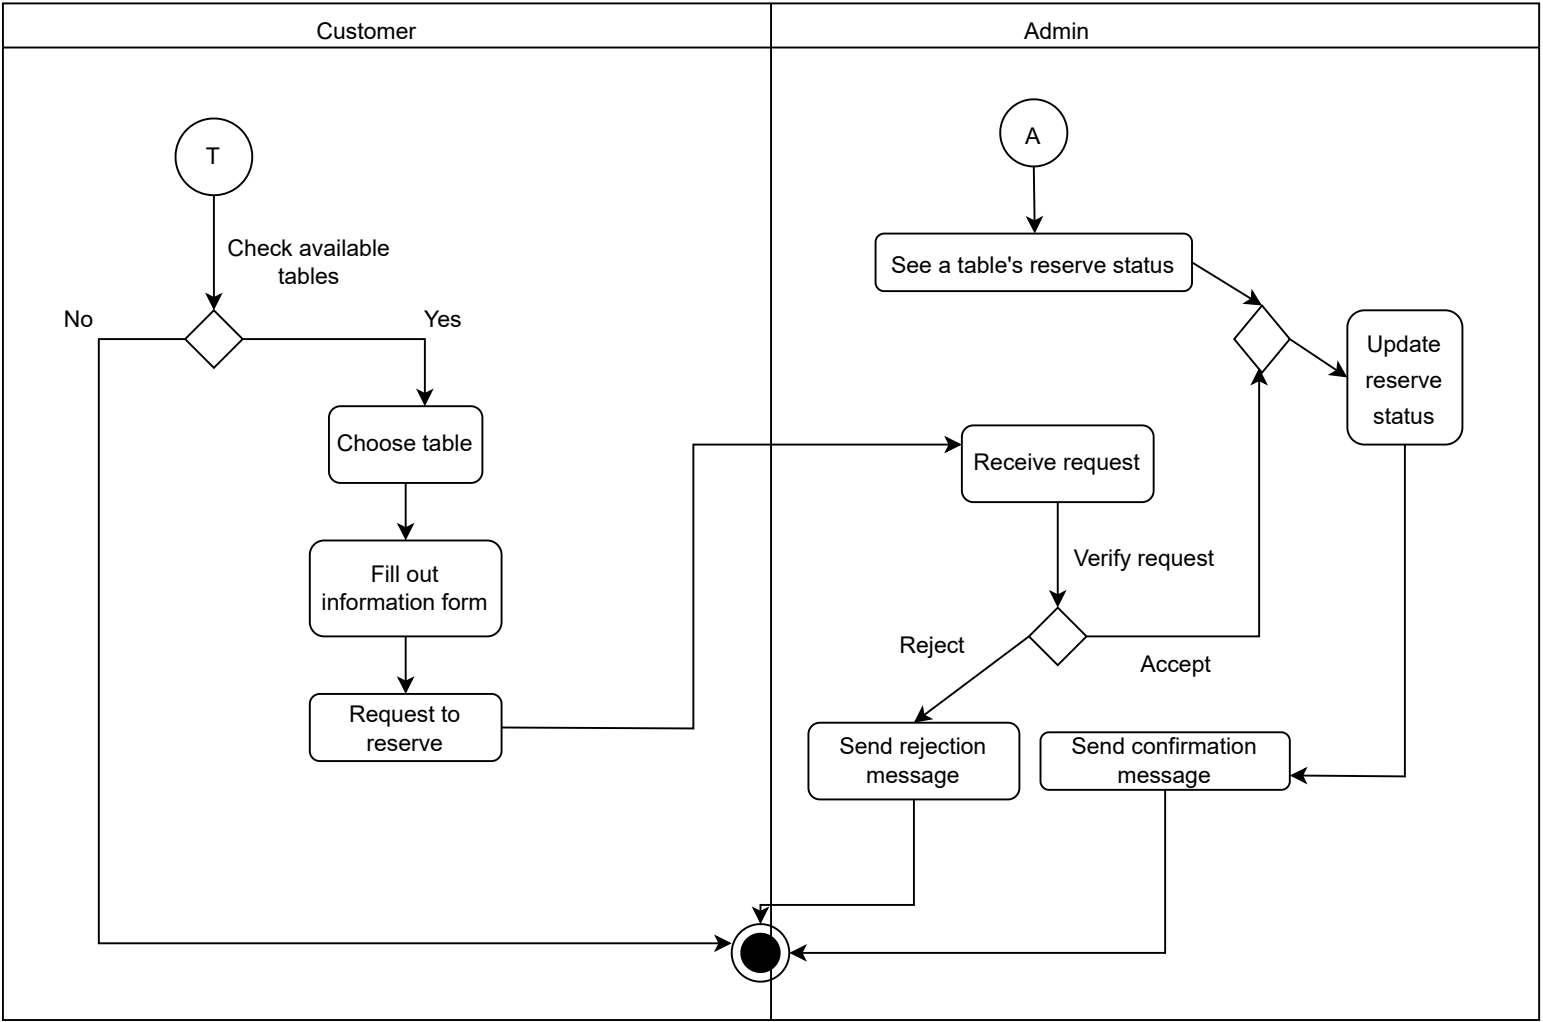 Customer
Admin
T
Check available
tables
No
Yes
Choose table
Fill out
information form
Request to
reserve
A
See a table's reserve status
Update
reserve
status
Receive request
Verify request
Reject
Accept
Send rejection
message
Send confirmation
message